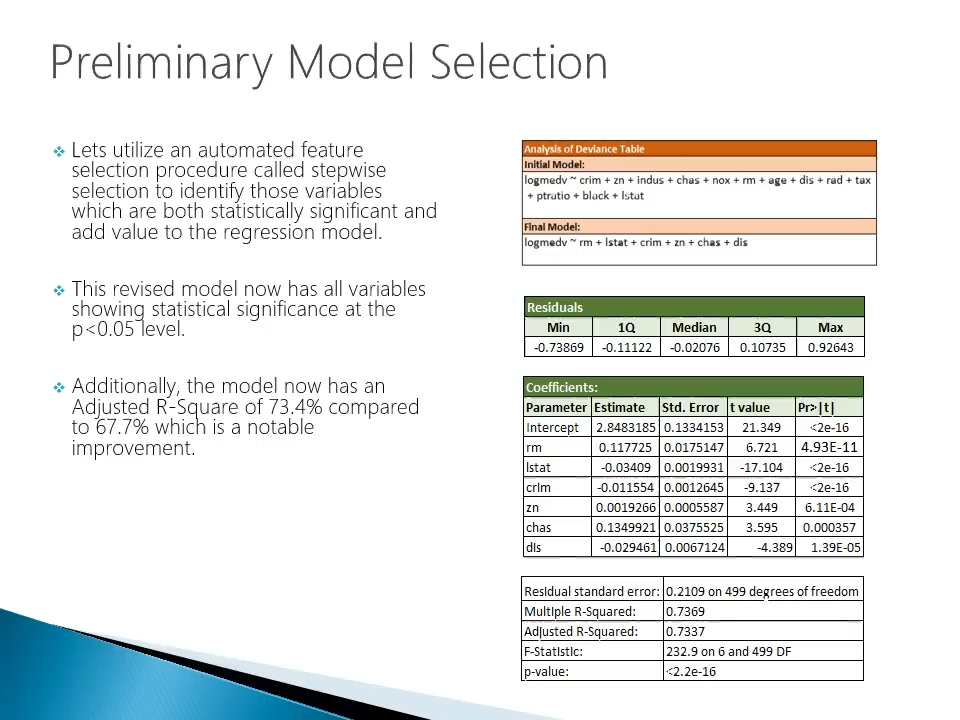 Preliminary Model Selection
❖ Lets utilize an automated feature
selection procedure called stepwise
selection to identify those variables
which are both statistically significant and
add value to the regression model.
❖ This revised model now has all variables
showing statistical significance at the
p<0.05 level.
❖ Additionally, the model now has an
Adjusted R-Square of 73.4% compared
to 67.7% which is a notable
improvement.
Analysis of Deviance Table
Initial Model:
logmedv ~ crim + zn + indus + chas + nox + rm + age + dis + rad + tax
+ ptratio + black + lstat
Final Model:
logmedv ~ rm + lstat + crim + zn + chas + dis
Residuals
Min 1Q Median 3Q Max
-0.73869 -0.11122 -0.02076 0.10735 0.92643
Coefficients:
Parameter Estimate Std. Error t value Pr>|t|
Intercept 2.8483185 0.1334153 21.349 <2e-16
rm 0.117725 0.0175147 6.721 4.93E-11
lstat -0.03409 0.0019931 -17.104 <2e-16
crim -0.011554 0.0012645 -9.137 <2e-16
zn 0.0019266 0.0005587 3.449 6.11E-04
chas 0.1349921 0.0375525 3.595 0.000357
dis -0.029461 0.0067124 -4.389 1.39E-05
Residual standard error: 0.2109 on 499 degrees of freedom
Multiple R-Squared: 0.7369
Adjusted R-Squared: 0.7337
F-Statistic: 232.9 on 6 and 499 DF
p-value: <2.2e-16